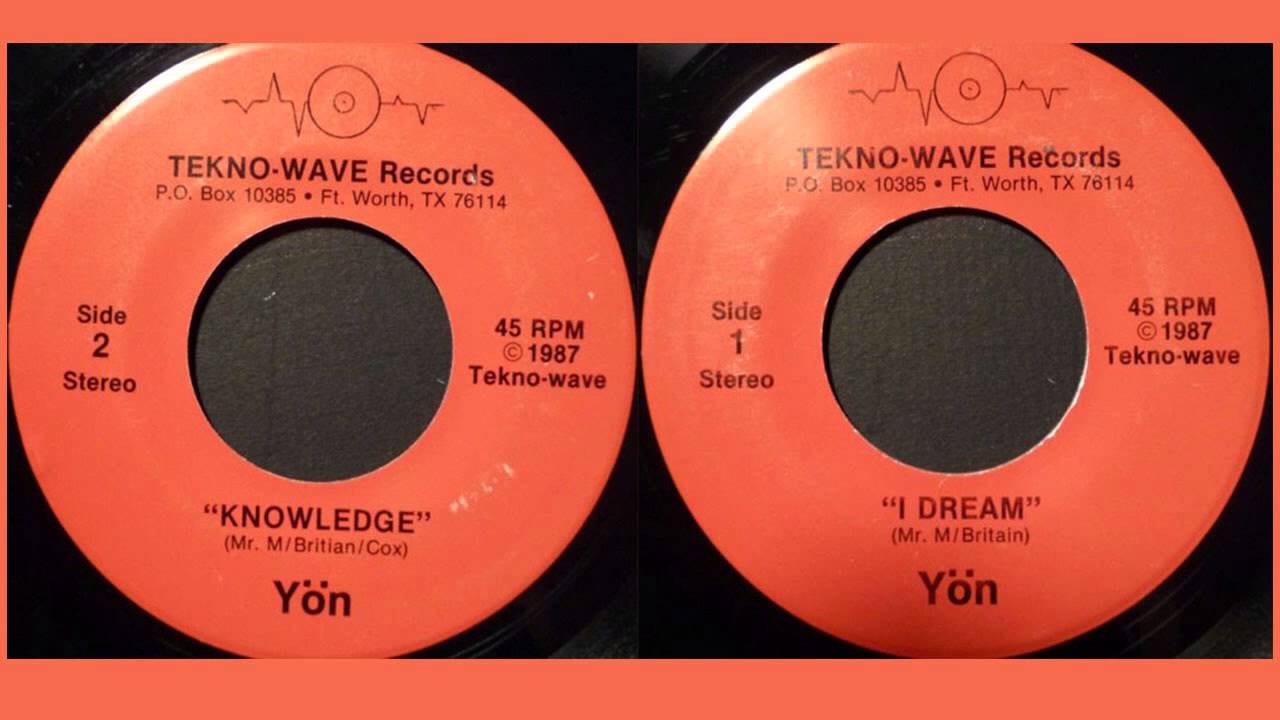 TEKNO-WAVE Records
P.O. Box 10385 • Ft. Worth, TX 76114
Side
2
Stereo
45 RPM
©1987
Tekno-wave
“KNOWLEDGE”
(Mr. M/Britian/Cox)
Yön
TEKNO-WAVE Records
P.O. Box 10385 • Ft. Worth, TX 76114
Side
1
Stereo
45 RPM
©1987
Tekno-wave
“I DREAM”
(Mr. M/Britain)
Yön